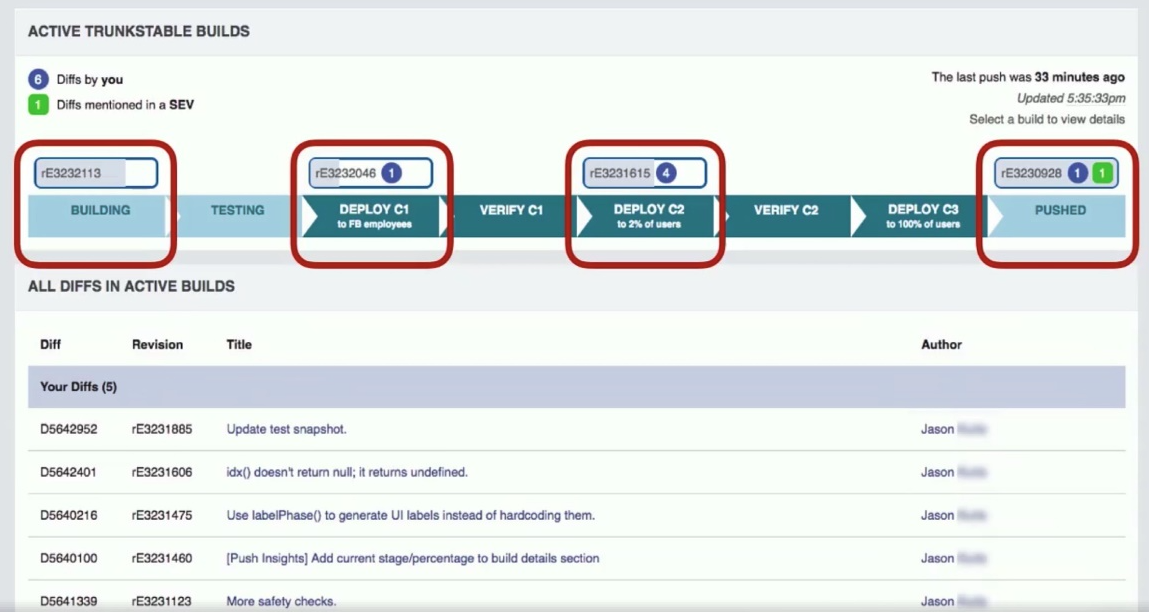 ACTIVE TRUNKSTABLE BUILDS
6 Diffs by you
1 Diffs mentioned in a SEV
The last push was 33 minutes ago
Updated 5:35:33pm
Select a build to view details
rE3232113
rE3232046 1
rE3231615 4
rE3230928 1 1
BUILDING
TESTING
DEPLOY C1
to FB employees
VERIFY C1
DEPLOY C2
to 2% of users
VERIFY C2
DEPLOY C3
to 100% of users
PUSHED
ALL DIFFS IN ACTIVE BUILDS
Diff Revision Title Author
Your Diffs (5)
D5642952 rE3231885 Update test snapshot. Jason
D5642401 rE3231606 idx() doesn't return null; it returns undefined. Jason
D5640216 rE3231475 Use labelPhase() to generate UI labels instead of hardcoding them. Jason
D5640100 rE3231460 [Push Insights] Add current stage/percentage to build details section Jason
D5641339 rE3231123 More safety checks. Jason